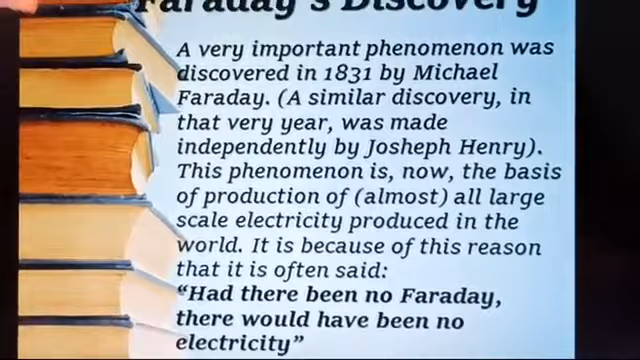 Faraday's Discovery
A very important phenomenon was
discovered in 1831 by Michael
Faraday. (A similar discovery, in
that very year, was made
independently by Josheph Henry).
This phenomenon is, now, the basis
of production of (almost) all large
scale electricity produced in the
world. It is because of this reason
that it is often said:
“Had there been no Faraday,
there would have been no
electricity”